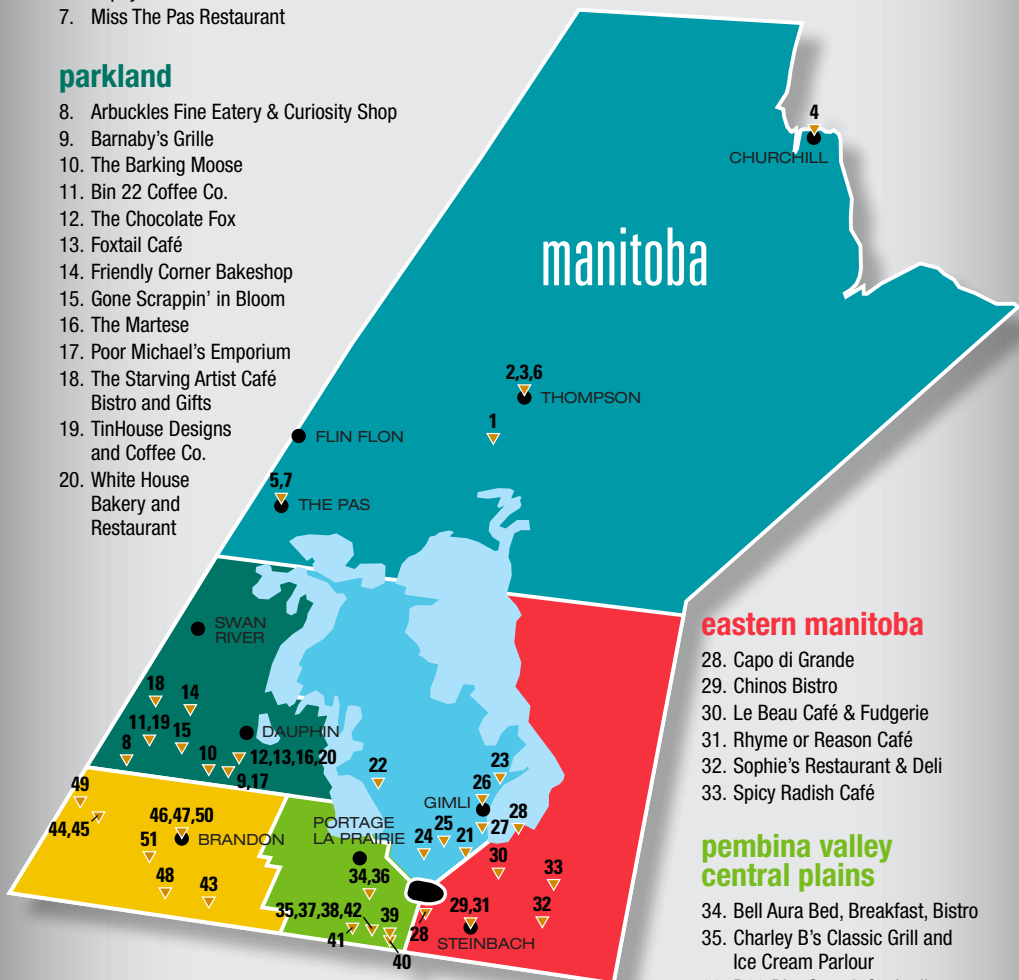 7. Miss The Pas Restaurant
parkland
8. Arbuckles Fine Eatery & Curiosity Shop
9. Barnaby's Grille
10. The Barking Moose
11. Bin 22 Coffee Co.
12. The Chocolate Fox
13. Foxtail Café
14. Friendly Corner Bakeshop
15. Gone Scrappin' in Bloom
16. The Martese
17. Poor Michael's Emporium
18. The Starving Artist Café
Bistro and Gifts
19. TinHouse Designs
and Coffee Co.
20. White House
Bakery and
Restaurant
4
CHURCHILL
manitoba
2,3,6
THOMPSON
1
FLIN FLON
5,7
THE PAS
SWAN
RIVER
18
14
11,19
15
8
10
DAUPHIN
12,13,16,20
9,17
22
23
26
GIMLI
28
27
24
25
21
49
44,45
46,47,50
BRANDON
51
48
43
PORTAGE
LA PRAIRIE
34,36
35,37,38,42
39
41
40
30
33
29,31
32
28
STEINBACH
eastern manitoba
28. Capo di Grande
29. Chinos Bistro
30. Le Beau Café & Fudgerie
31. Rhyme or Reason Café
32. Sophie's Restaurant & Deli
33. Spicy Radish Café
pembina valley
central plains
34. Bell Aura Bed, Breakfast, Bistro
35. Charley B's Classic Grill and
Ice Cream Parlour